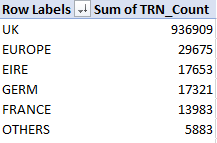 Row Labels Sum of TRN_Count
UK 936909
EUROPE 29675
EIRE 17653
GERM 17321
FRANCE 13983
OTHERS 5883